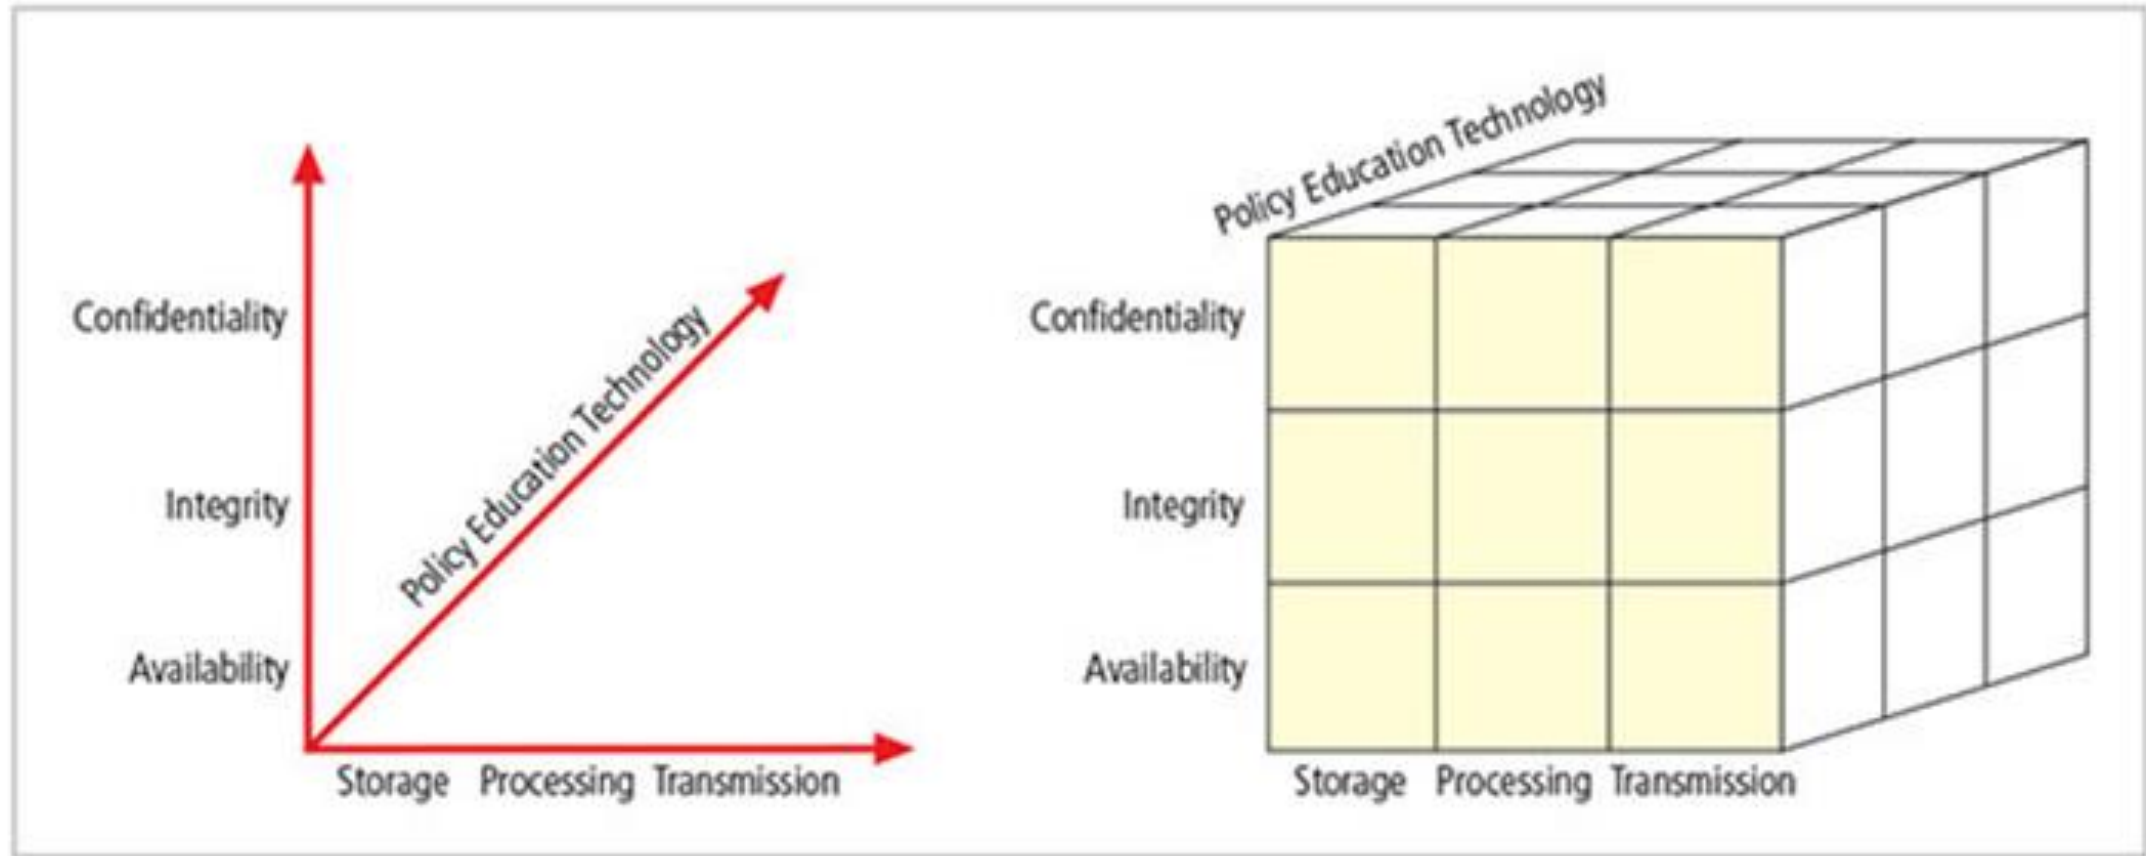 Confidentiality
Integrity
Availability
Policy Education Technology
Storage Processing Transmission
Policy Education Technology
Confidentiality
Integrity
Availability
Storage Processing Transmission